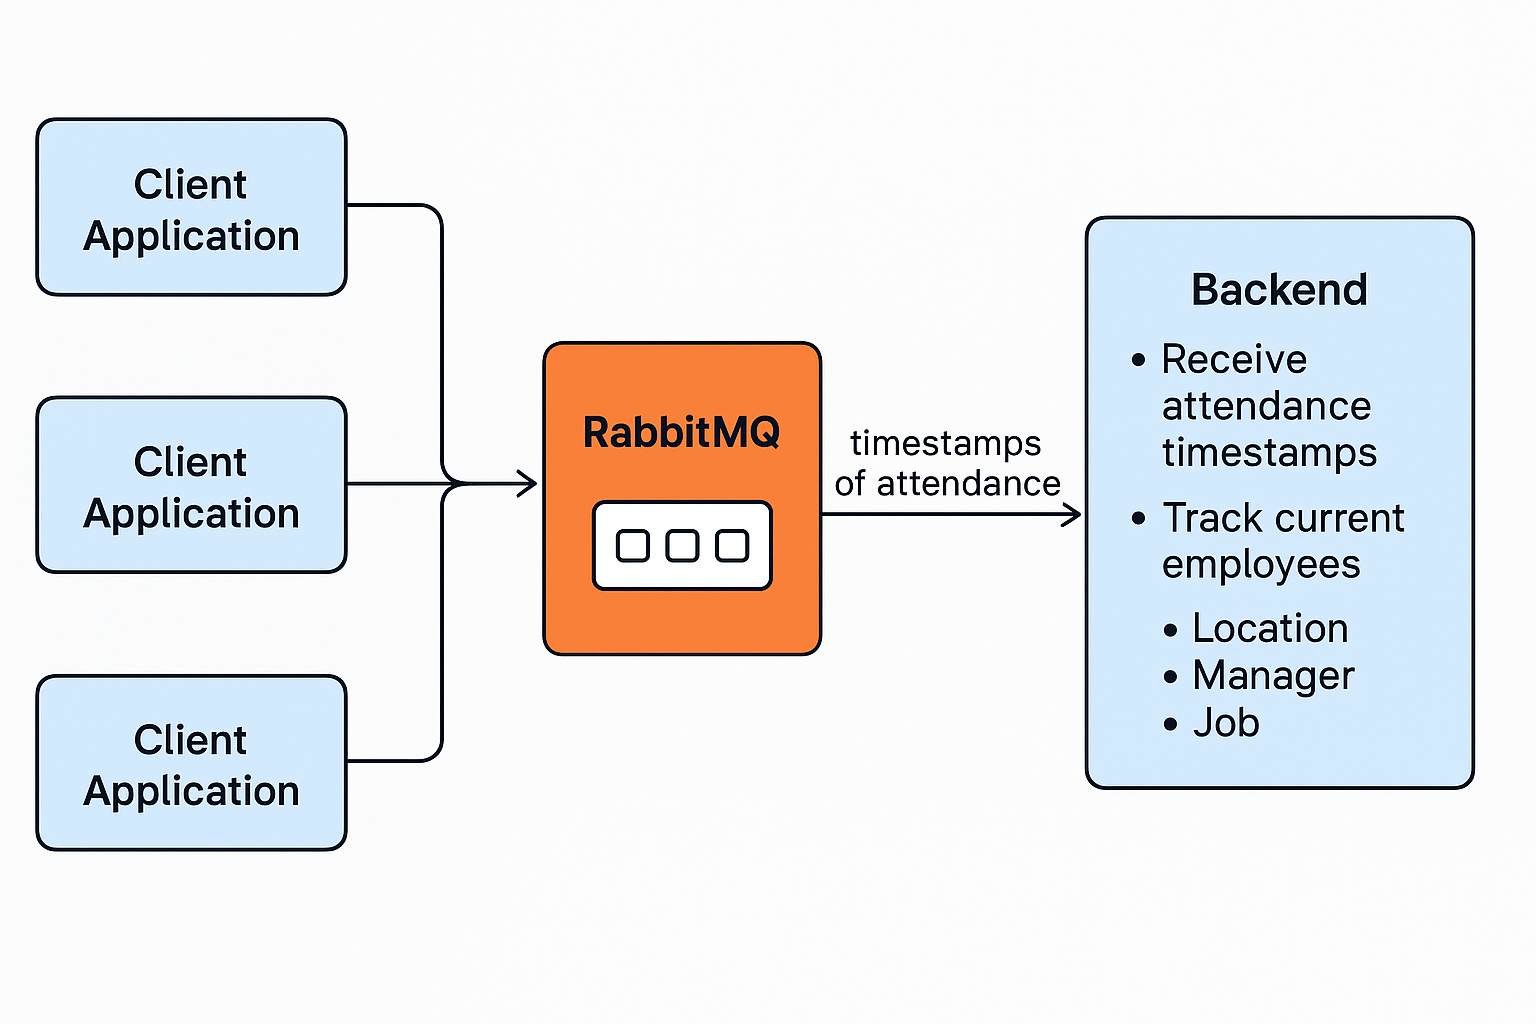 Client
Application
Client
Application
Client
Application
RabbitMQ
timestamps
of attendance
Backend
• Receive
attendance
timestamps
• Track current
employees
• Location
• Manager
• Job